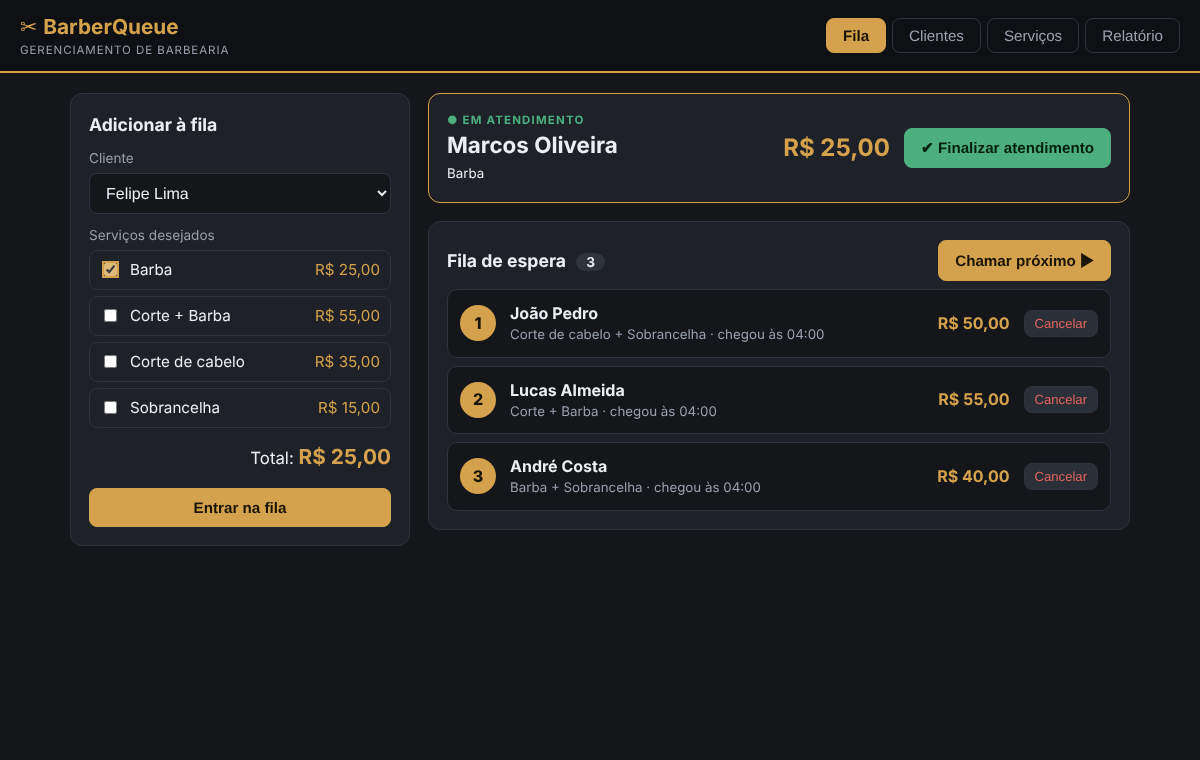 ✂ BarberQueue
GERENCIAMENTO DE BARBEARIA
Fila
Clientes
Serviços
Relatório
Adicionar à fila
Cliente
Felipe Lima
Serviços desejados
Barba R$ 25,00
Corte + Barba R$ 55,00
Corte de cabelo R$ 35,00
Sobrancelha R$ 15,00
Total: R$ 25,00
Entrar na fila
● EM ATENDIMENTO
Marcos Oliveira
Barba
R$ 25,00
✔ Finalizar atendimento
Fila de espera 3
Chamar próximo ▶
1
João Pedro
Corte de cabelo + Sobrancelha · chegou às 04:00
R$ 50,00
Cancelar
2
Lucas Almeida
Corte + Barba · chegou às 04:00
R$ 55,00
Cancelar
3
André Costa
Barba + Sobrancelha · chegou às 04:00
R$ 40,00
Cancelar